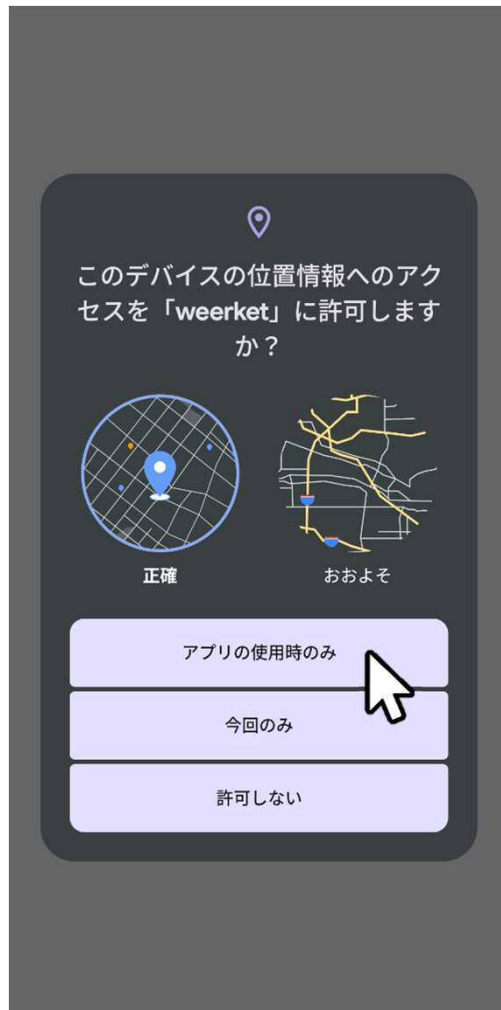 このデバイスの位置情報へのアク
セスを「weerket」に許可します
か？
正確
おおよそ
アプリの使用時のみ
今回のみ
許可しない